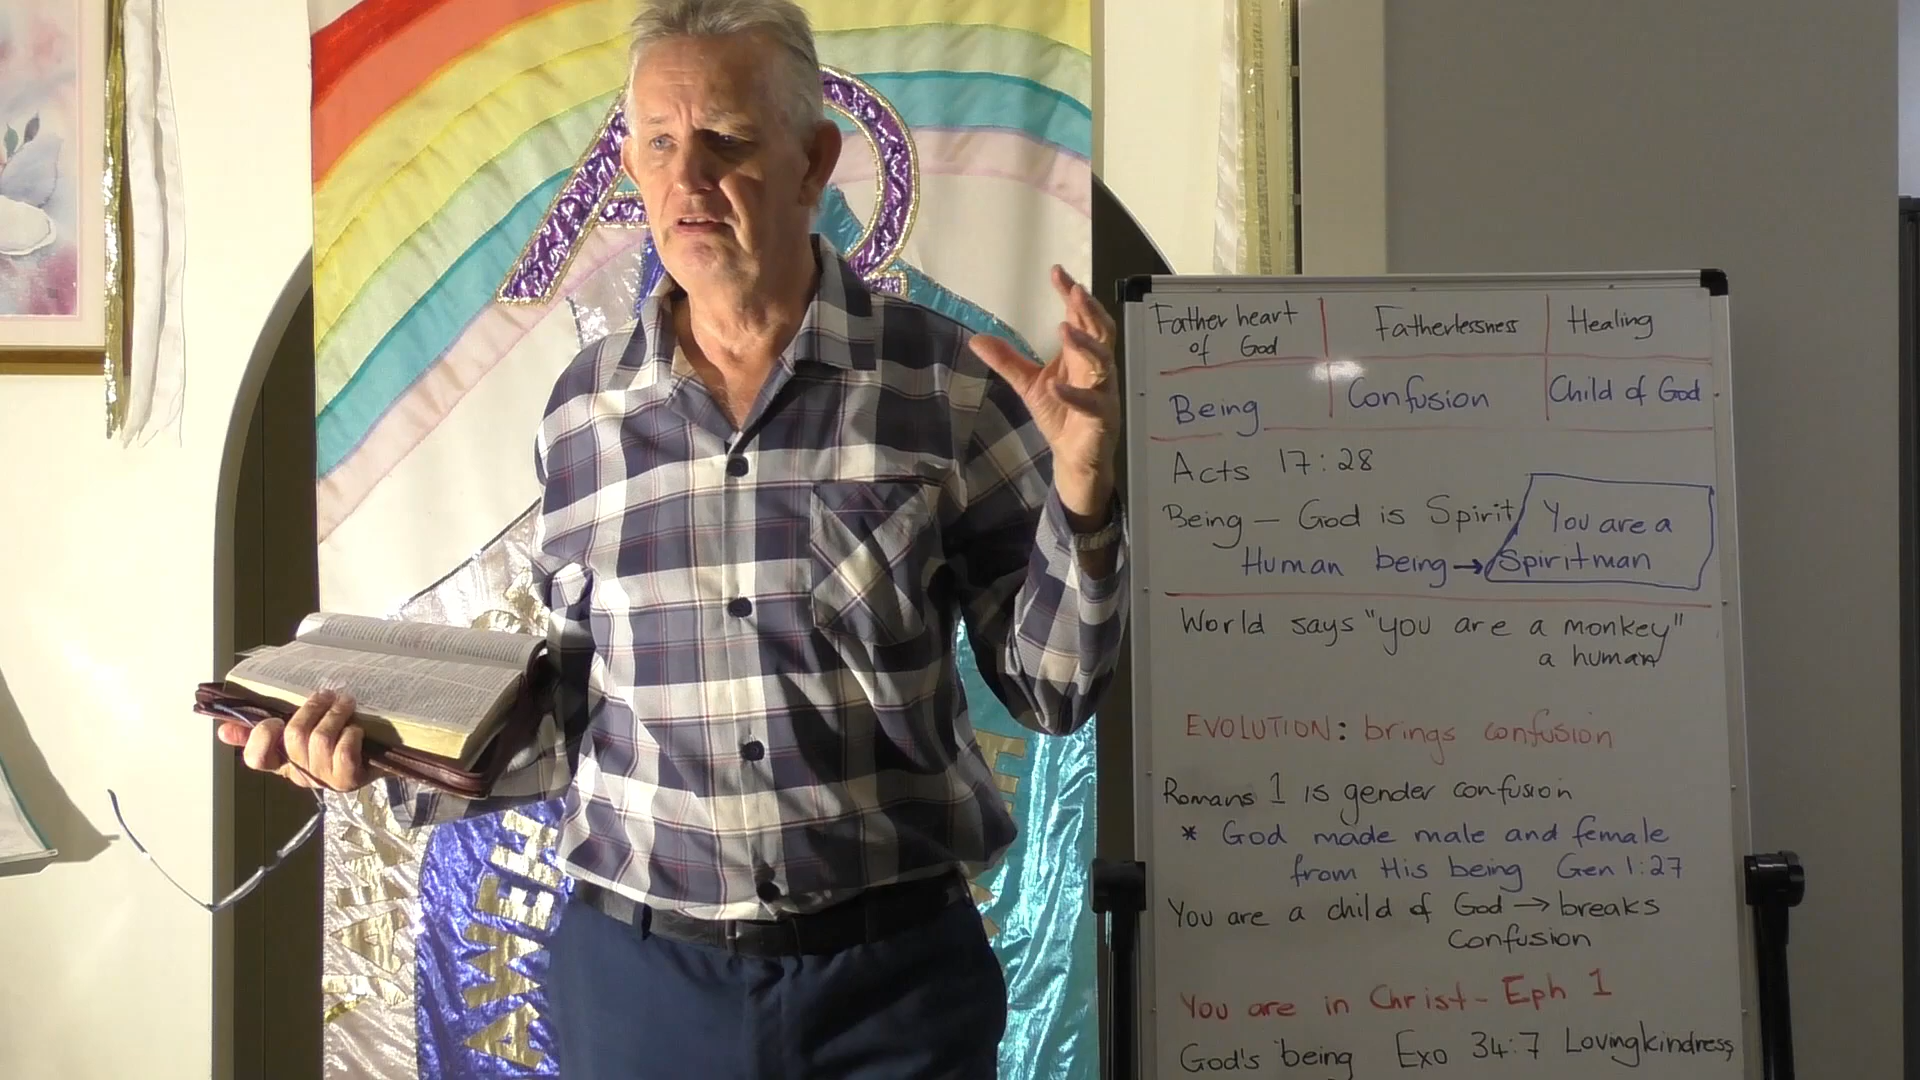 Father heart of God
Fatherlessness
Healing
Being
Confusion
Child of God
Acts 17:28
Being — God is Spirit
Human being → You are a Spiritman
World says "you are a monkey"
a human
EVOLUTION: brings confusion
Romans 1 is gender confusion
* God made male and female
from His being Gen 1:27
You are a child of God → breaks
Confusion
You are in Christ - Eph 1
God's being Exo 34:7 Lovingkindness